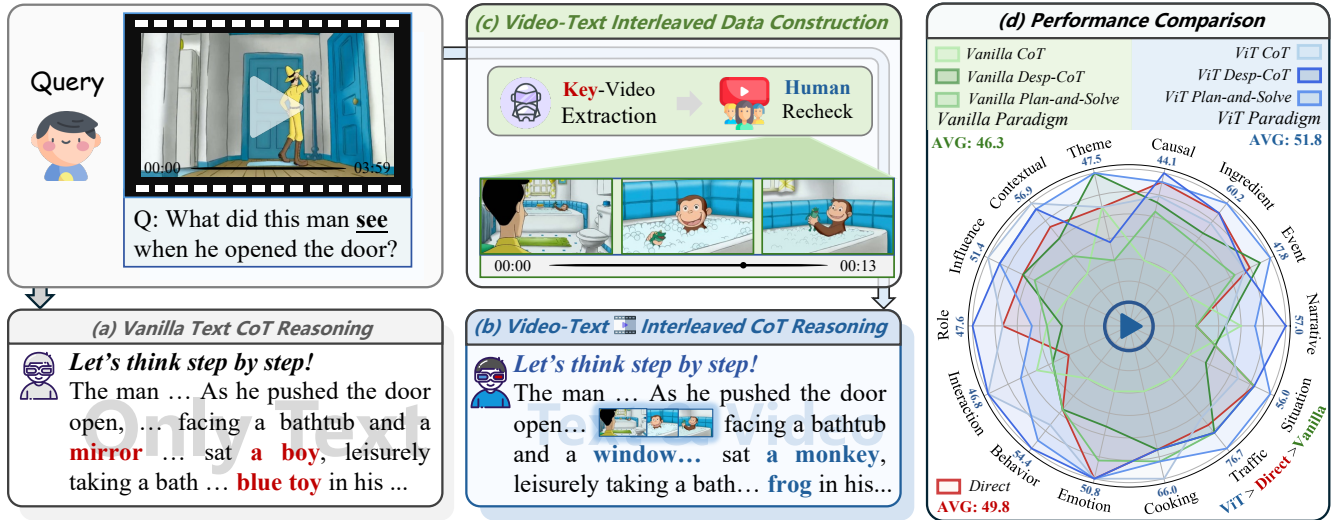 Query
00:00
03:59
Q: What did this man see
when he opened the door?
(c) Video-Text Interleaved Data Construction
Key-Video
Extraction
Human
Recheck
00:00
00:13
(a) Vanilla Text CoT Reasoning
Let's think step by step!
The man … As he pushed the door
open, … facing a bathtub and a
mirror … sat a boy, leisurely
taking a bath … blue toy in his ...
Only Text
(b) Video-Text Interleaved CoT Reasoning
Let's think step by step!
The man … As he pushed the door
open… facing a bathtub
and a window… sat a monkey,
leisurely taking a bath… frog in his...
(d) Performance Comparison
Vanilla CoT
Vanilla Desp-CoT
Vanilla Plan-and-Solve
Vanilla Paradigm
ViT CoT
ViT Desp-CoT
ViT Plan-and-Solve
ViT Paradigm
AVG: 46.3
AVG: 51.8
Theme
47.5
Causal
44.1
Ingredient
60.2
Event
47.8
Narrative
57.0
Situation
56.0
Traffic
76.7
Cooking
66.0
Emotion
50.8
Behavior
54.4
Interaction
46.8
Role
47.6
Influence
51.4
Contextual
56.9
ViT > Direct > Vanilla
Direct
AVG: 49.8